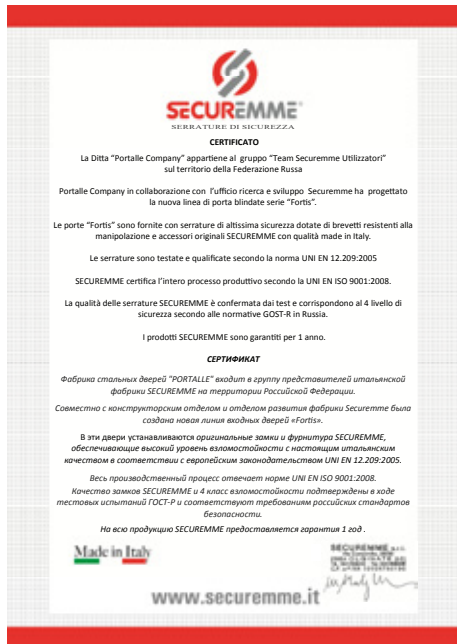 SECUREMME
SERRATURE DI SICUREZZA
CERTIFICATO
La Ditta “Portalle Company” appartiene al gruppo “Team Securemme Utilizzatori”
sul territorio della Federazione Russa
Portalle Company in collaborazione con l’ufficio ricerca e sviluppo Securemme ha progettato
la nuova linea di porta blindate serie “Fortis”.
Le porte “Fortis” sono fornite con serrature di altissima sicurezza dotate di brevetti resistenti alla
manipolazione e accessori originali SECUREMME con qualità made in Italy.
Le serrature sono testate e qualificate secondo la norma UNI EN 12.209:2005
SECUREMME certifica l’intero processo produttivo secondo la UNI EN ISO 9001:2008.
La qualità delle serrature SECUREMME è confermata dai test e corrispondono al 4 livello di
sicurezza secondo alle normative GOST-R in Russia.
I prodotti SECUREMME sono garantiti per 1 anno.
СЕРТИФИКАТ
Фабрика стальных дверей "PORTALLE" входит в группу представителей итальянской
фабрики SECUREMME на территории Российской Федерации.
Совместно с конструкторским отделом и отделом развития фабрики Securemme была
создана новая линия входных дверей «Fortis».
В эти двери устанавливаются оригинальные замки и фурнитура SECUREMME,
обеспечивающие высокий уровень взломостойкости с настоящим итальянским
качеством в соответствии с европейским законодательством UNI EN 12.209:2005.
Весь производственный процесс отвечает норме UNI EN ISO 9001:2008.
Качество замков SECUREMME и 4 класс взломостойкости подтверждены в ходе
тестовых испытаний ГОСТ-Р и соответствуют требованиям российских стандартов
безопасности.
На всю продукцию SECUREMME предоставляется гарантия 1 год .
Made in Italy
SECUREMME
www.securemme.it